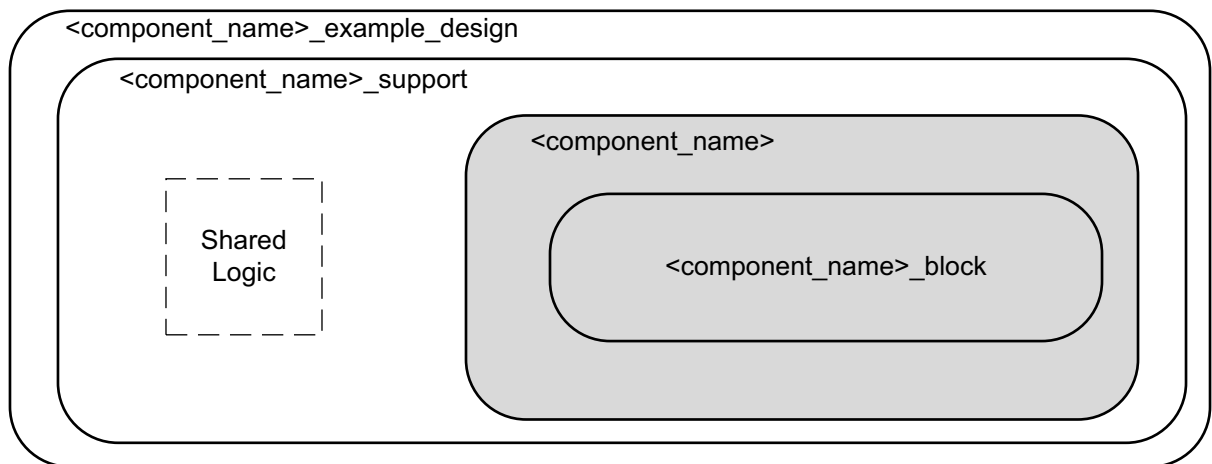 <component_name>_example_design
<component_name>_support
<component_name>
Shared
Logic
<component_name>_block